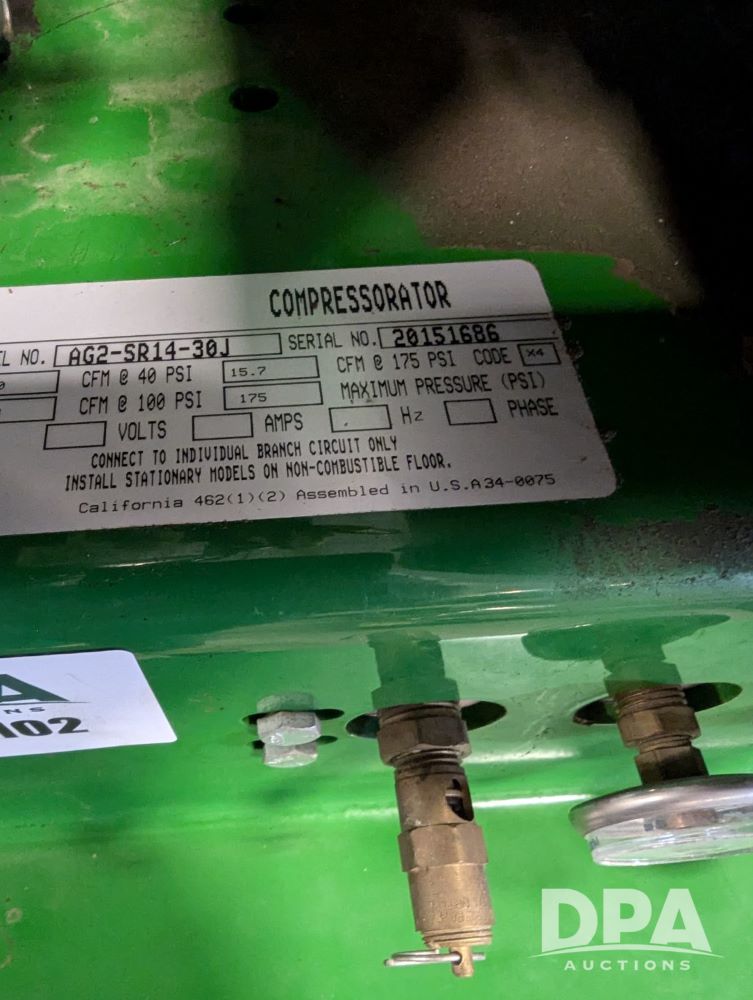 COMPRESSORATOR
NO. AG2-SR14-30J SERIAL NO. 20151686
CFM @ 40 PSI 15.7 CFM @ 175 PSI CODE X4
CFM @ 100 PSI 175 MAXIMUM PRESSURE (PSI)
VOLTS AMPS Hz PHASE
CONNECT TO INDIVIDUAL BRANCH CIRCUIT ONLY
INSTALL STATIONARY MODELS ON NON-COMBUSTIBLE FLOOR.
California 462(1)(2) Assembled in U.S.A 34-0075
DPA
AUCTIONS